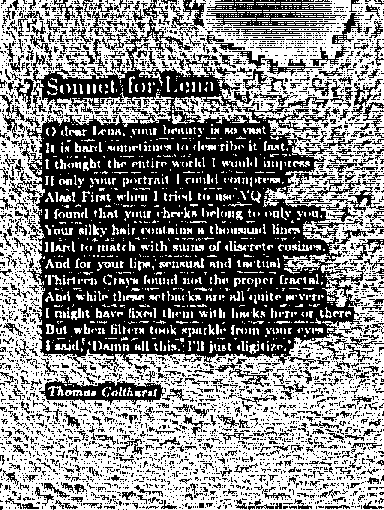 Sonnet for Lena
O dear Lena, your beauty is so vast
It is hard sometimes to describe it fast.
I thought the entire world I would impress
If only your portrait I could compress.
Alas! First when I tried to use VQ
I found that your cheeks belong to only you.
Your silky hair contains a thousand lines
Hard to match with sums of discrete cosines.
And for your lips, sensual and tactual
Thirteen Crays found not the proper fractal.
And while these setbacks are all quite severe
I might have fixed them with hacks here or there
But when filters took sparkle from your eyes
I said, 'Damn all this. I'll just digitize.'
Thomas Colthurst